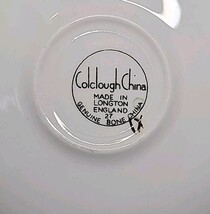 Colclough China
MADE IN
LONGTON
ENGLAND
27
GENUINE BONE CHINA